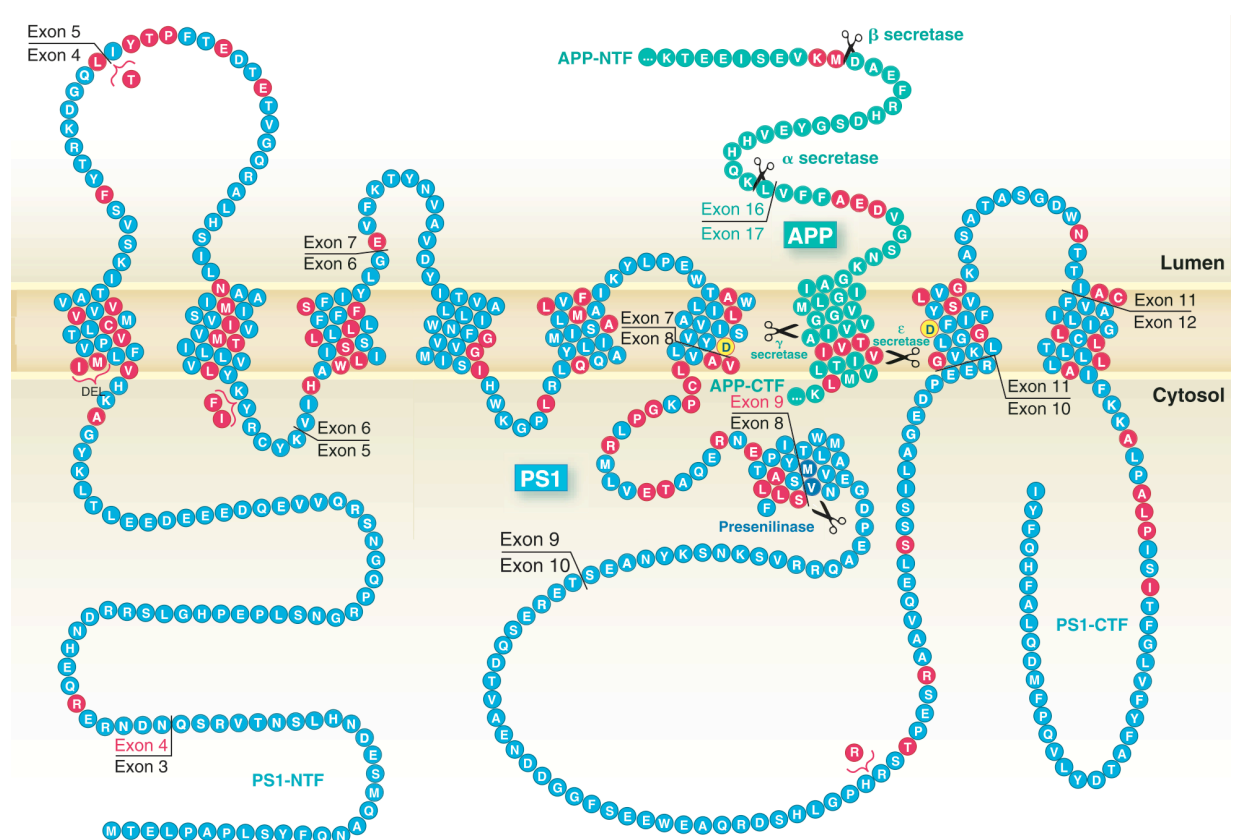 Exon 5
Exon 4
L I Y T P F T E D T E T V G Q R A L H S I L N
T
Q G D K R T Y F S V S K I
APP-NTF
... K T E E I S E V K M D A E F R H D S G Y E V H H Q K L V F F A E D V G S N K
β secretase
α secretase
Exon 16
Exon 17
APP
Exon 7
Exon 6
G E V F K T Y N V A V D Y
I K Y L P E W
A T A S G D W N T T
Lumen
Exon 11
Exon 12
Exon 7
Exon 8
D
γ
secretase
ε
secretase
D
DEL
F I
Exon 6
Exon 5
APP-CTF
... K L M V
Exon 11
Exon 10
Cytosol
Exon 9
Exon 8
PS1
H W K G P L R
L C P K G P L R M L V E T A Q E R N E
Presenilinase
Exon 9
Exon 10
K H
A G Y K L T L E E D E E E D Q E V V Q R S N G Q P R G N S L P E P H G L S R R D N H E Q R E R N D N Q S R V T N S L H N D E S M Q A N Q F Y S L P A P L E T M
E G D P E A Q R R V S K N S K Y N A E S T E R E S Q D T V A E N D D G G F S E E W E A Q R D S H L G P H R S T P E S R A A V Q E L S S S I L A G E D P E E R
R
F K K A L P A L P I S I T F G L V F Y F A T D Y L V Q P F M D Q L A F H Q F Y I
Exon 4
Exon 3
PS1-NTF
PS1-CTF